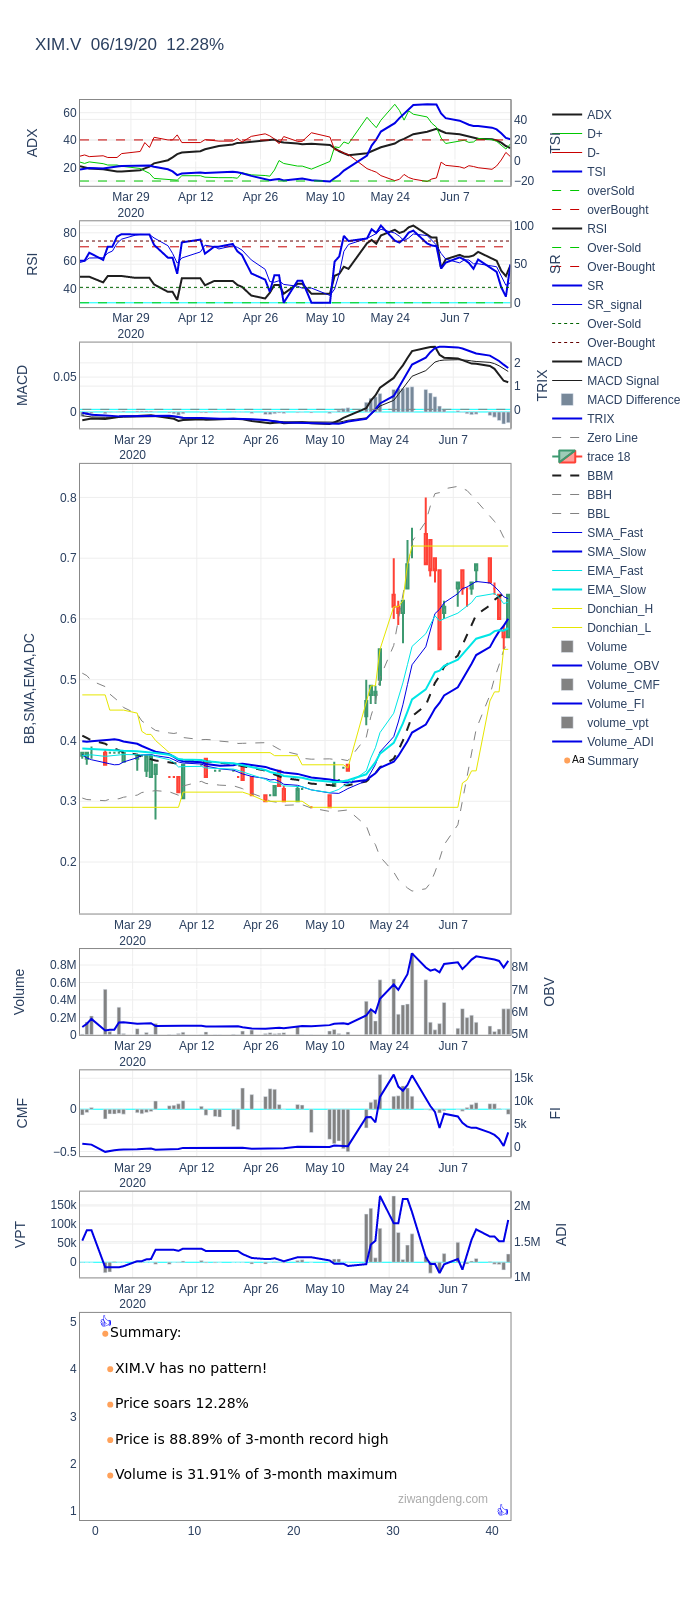 XIM.V  06/19/20  12.28%
ADX
60
40
20
40
20
0
−20
TSI
Mar 29
2020
Apr 12
Apr 26
May 10
May 24
Jun 7
RSI
80
60
40
100
50
0
SR
Mar 29
2020
Apr 12
Apr 26
May 10
May 24
Jun 7
MACD
0.05
0
2
1
0
TRIX
Mar 29
2020
Apr 12
Apr 26
May 10
May 24
Jun 7
BB,SMA,EMA,DC
0.8
0.7
0.6
0.5
0.4
0.3
0.2
Mar 29
2020
Apr 12
Apr 26
May 10
May 24
Jun 7
Volume
0.8M
0.6M
0.4M
0.2M
0
8M
7M
6M
5M
OBV
Mar 29
2020
Apr 12
Apr 26
May 10
May 24
Jun 7
CMF
0
−0.5
15k
10k
5k
0
FI
Mar 29
2020
Apr 12
Apr 26
May 10
May 24
Jun 7
VPT
150k
100k
50k
0
2M
1.5M
1M
ADI
Mar 29
2020
Apr 12
Apr 26
May 10
May 24
Jun 7
5
4
3
2
1
Summary:
XIM.V has no pattern!
Price soars 12.28%
Price is 88.89% of 3-month record high
Volume is 31.91% of 3-month maximum
ziwangdeng.com
0
10
20
30
40
ADX
D+
D-
TSI
overSold
overBought
RSI
Over-Sold
Over-Bought
SR
SR_signal
Over-Sold
Over-Bought
MACD
MACD Signal
MACD Difference
TRIX
Zero Line
trace 18
BBM
BBH
BBL
SMA_Fast
SMA_Slow
EMA_Fast
EMA_Slow
Donchian_H
Donchian_L
Volume
Volume_OBV
Volume_CMF
Volume_FI
volume_vpt
Volume_ADI
Aa Summary